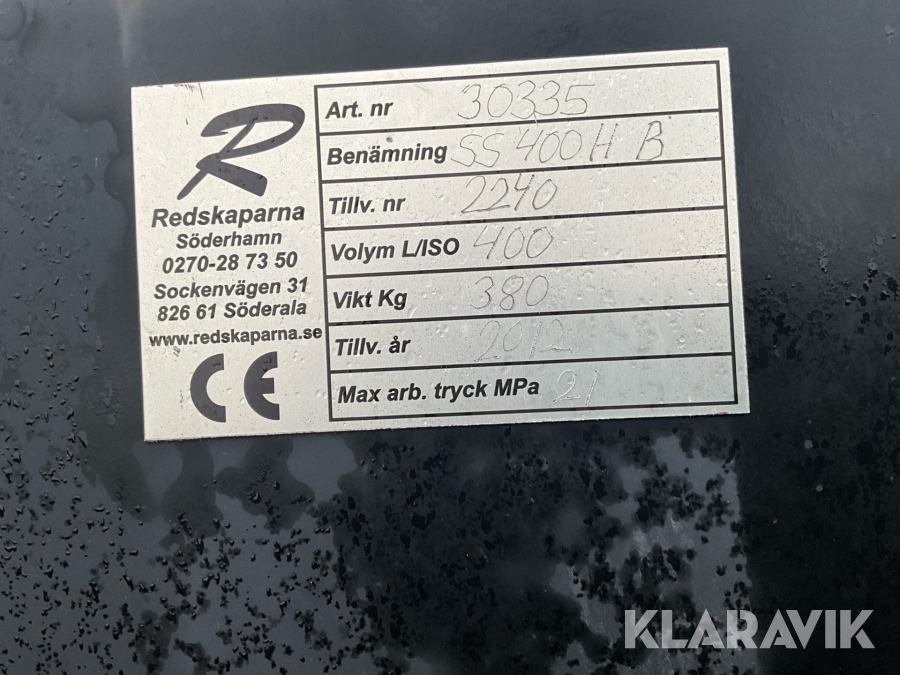 R
Redskaparna
Söderhamn
0270-28 73 50
Sockenvägen 31
826 61 Söderala
www.redskaparna.se
CE
Art. nr 30335
Benämning SS 400 H B
Tillv. nr 2240
Volym L/ISO 400
Vikt Kg 380
Tillv. år 2012
Max arb. tryck MPa 21
KLARAVIK